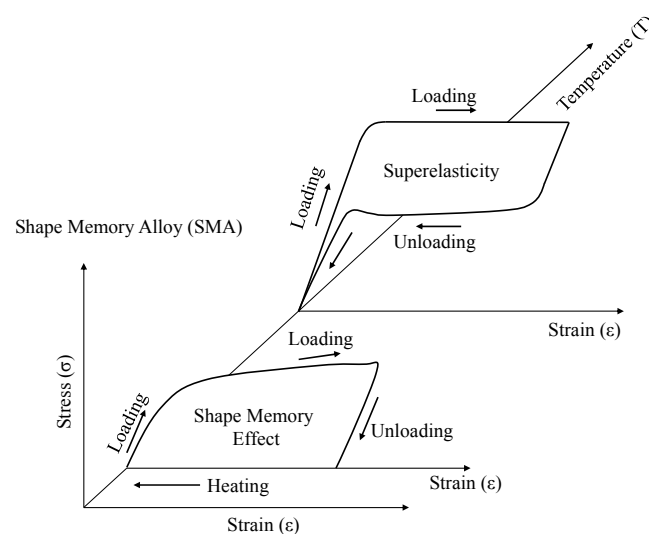 Temperature (T)
Loading
Superelasticity
Loading
Shape Memory Alloy (SMA)
Unloading
Strain (ε)
Loading
Stress (σ)
Loading
Shape Memory
Effect
Unloading
Heating
Strain (ε)
Strain (ε)